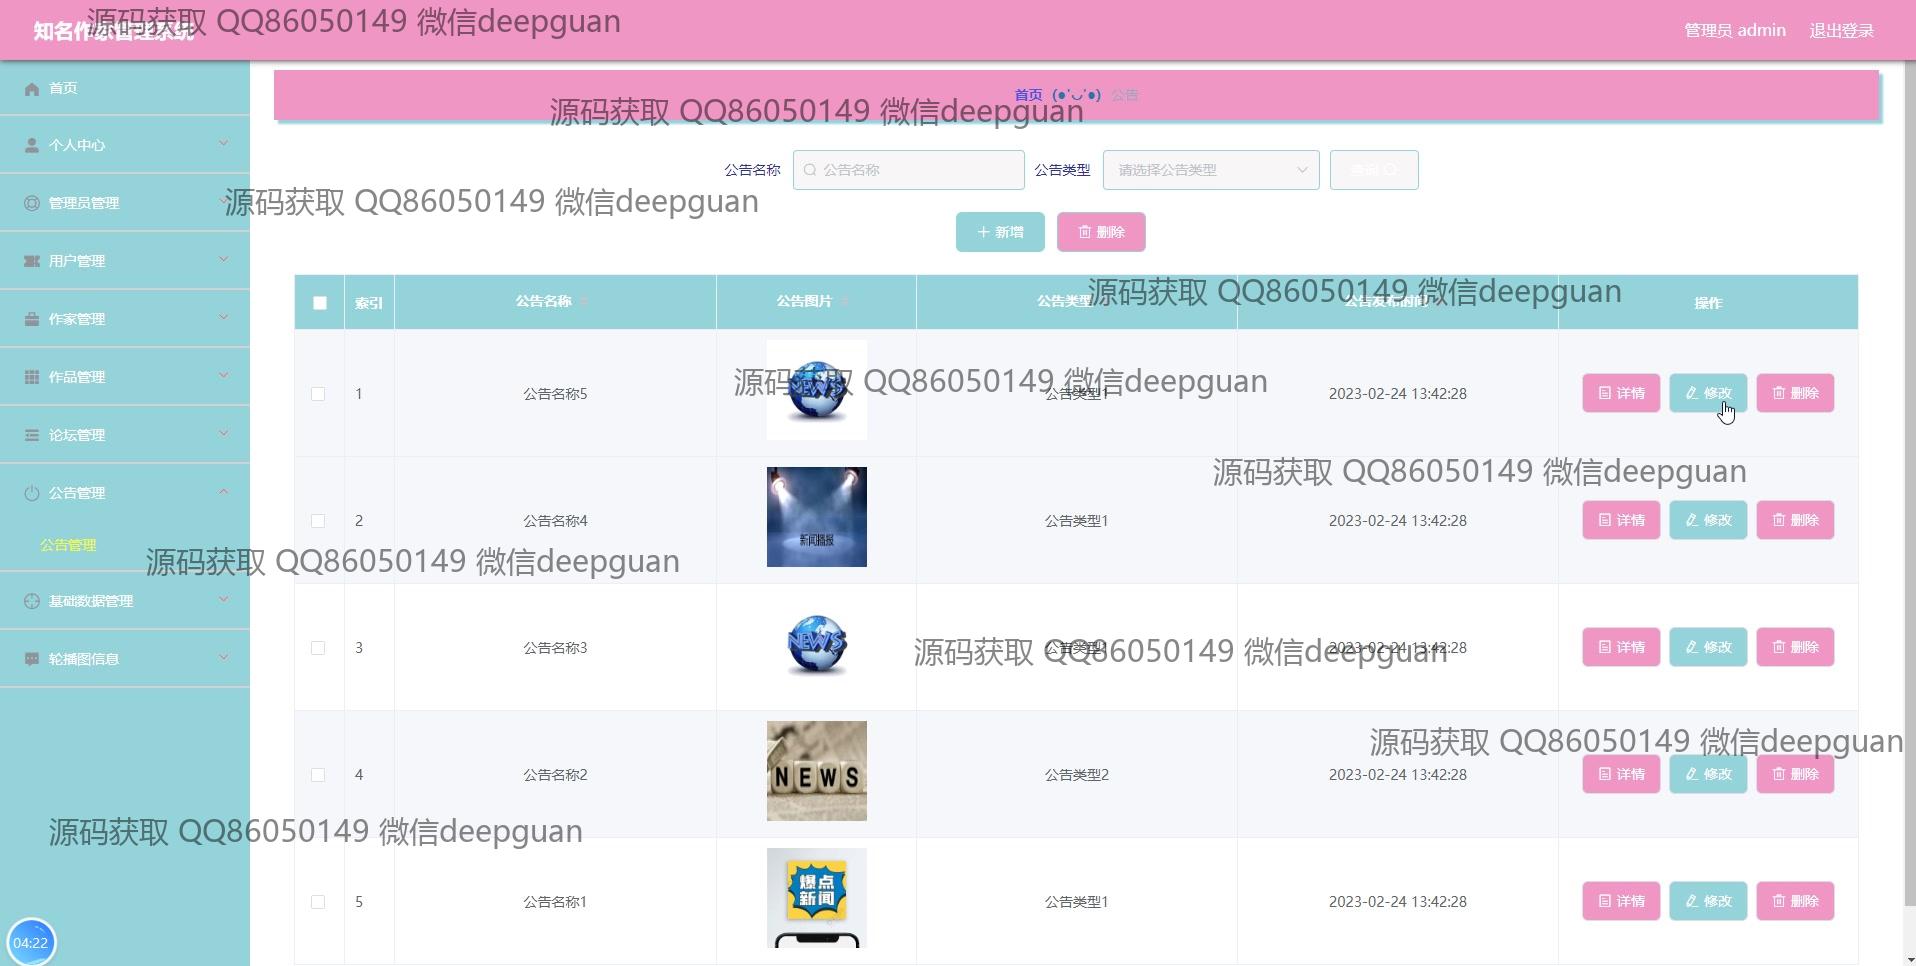 知名作家管理系统
管理员 admin 退出登录
源码获取 QQ86050149 微信deepguan
首页
个人中心
管理员管理
用户管理
作家管理
作品管理
论坛管理
公告管理
公告管理
基础数据管理
轮播图信息
04:22
首页 (●'◡'●) 公告
源码获取 QQ86050149 微信deepguan
公告名称 公告名称 公告类型 请选择公告类型 查询
源码获取 QQ86050149 微信deepguan
+ 新增 删除
索引 公告名称 公告图片 公告类型 公告发布时间 操作
源码获取 QQ86050149 微信deepguan
1 公告名称5 NEWS 公告类型1 2023-02-24 13:42:28 详情 修改 删除
源码获取 QQ86050149 微信deepguan
源码获取 QQ86050149 微信deepguan
2 公告名称4 新闻播报 公告类型1 2023-02-24 13:42:28 详情 修改 删除
源码获取 QQ86050149 微信deepguan
3 公告名称3 NEWS 2023-02-24 13:42:28 详情 修改 删除
源码获取 QQ86050149 微信deepguan
源码获取 QQ86050149 微信deepguan
4 公告名称2 NEWS 公告类型2 2023-02-24 13:42:28 详情 修改 删除
源码获取 QQ86050149 微信deepguan
5 公告名称1 爆点新闻 公告类型1 2023-02-24 13:42:28 详情 修改 删除